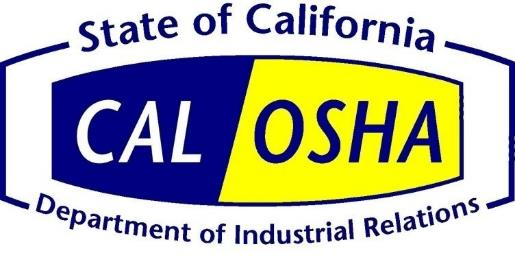 State of California
CAL OSHA
Department of Industrial Relations